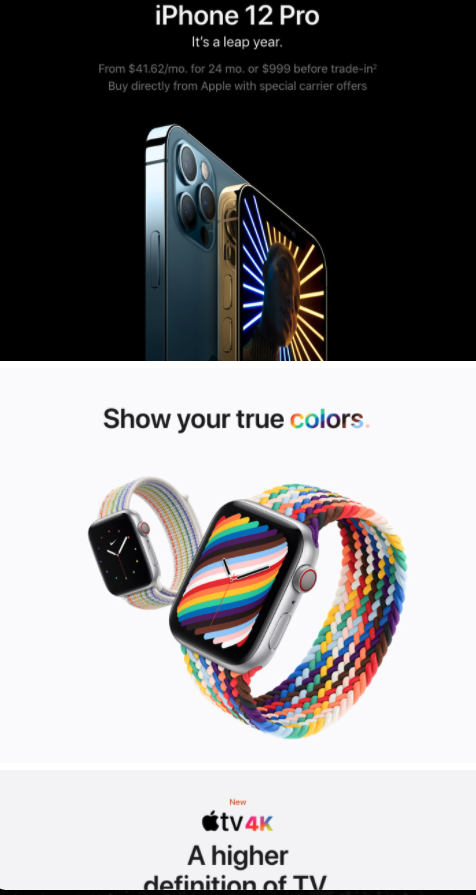 iPhone 12 Pro
It's a leap year.
From $41.62/mo. for 24 mo. or $999 before trade-in²
Buy directly from Apple with special carrier offers
Show your true colors.
New
tv 4K
A higher
definition of TV